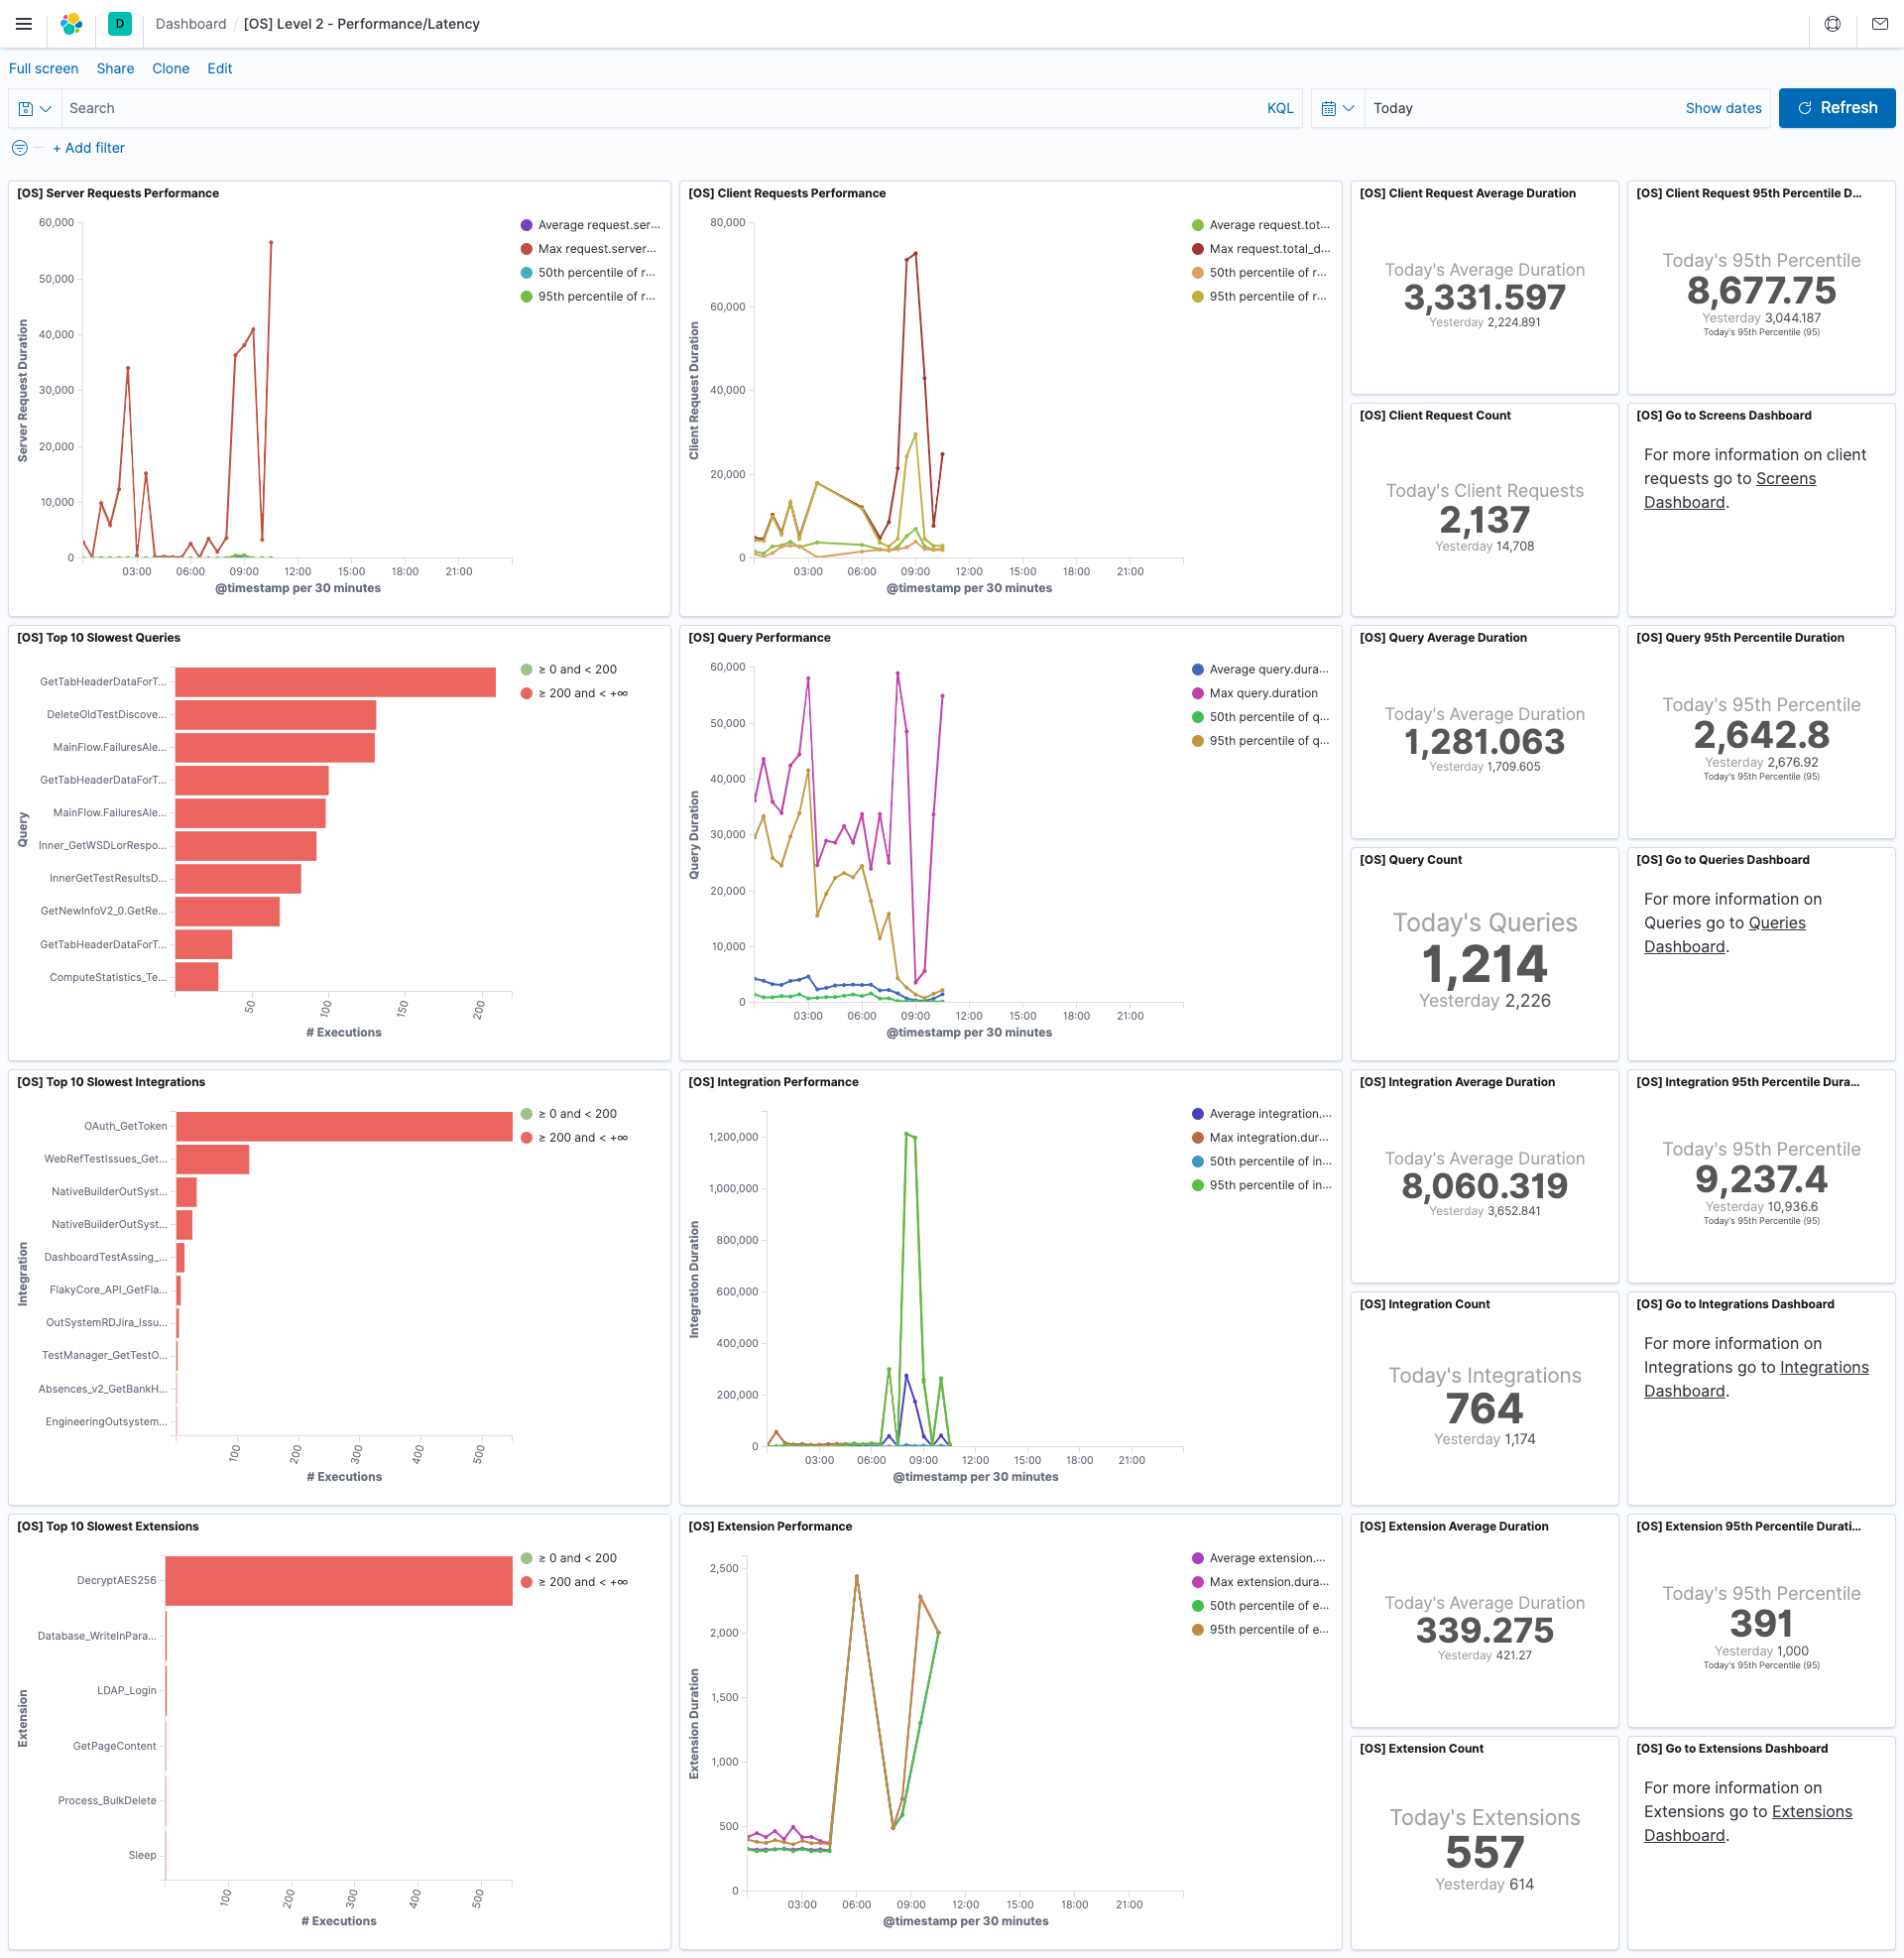 D
Dashboard / [OS] Level 2 - Performance/Latency
Full screen Share Clone Edit
Search KQL Today Show dates Refresh
+ Add filter
[OS] Server Requests Performance
60,000
50,000
40,000
30,000
20,000
10,000
0
Server Request Duration
03:00 06:00 09:00 12:00 15:00 18:00 21:00
@timestamp per 30 minutes
Average request.ser...
Max request.server...
50th percentile of r...
95th percentile of r...
[OS] Client Requests Performance
80,000
60,000
40,000
20,000
0
Client Request Duration
03:00 06:00 09:00 12:00 15:00 18:00 21:00
@timestamp per 30 minutes
Average request.tot...
Max request.total_d...
50th percentile of r...
95th percentile of r...
[OS] Client Request Average Duration
Today's Average Duration
3,331.597
Yesterday 2,224.891
[OS] Client Request 95th Percentile D...
Today's 95th Percentile
8,677.75
Yesterday 3,044.187
Today's 95th Percentile (95)
[OS] Client Request Count
Today's Client Requests
2,137
Yesterday 14,708
[OS] Go to Screens Dashboard
For more information on client
requests go to Screens
Dashboard.
[OS] Top 10 Slowest Queries
Query
GetTabHeaderDataForT...
DeleteOldTestDiscove...
MainFlow.FailuresAle...
GetTabHeaderDataForT...
MainFlow.FailuresAle...
Inner_GetWSDLorRespo...
InnerGetTestResultsD...
GetNewInfoV2_0.GetRe...
GetTabHeaderDataForT...
ComputeStatistics_Te...
50 100 150 200
# Executions
≥ 0 and < 200
≥ 200 and < +∞
[OS] Query Performance
60,000
50,000
40,000
30,000
20,000
10,000
0
Query Duration
03:00 06:00 09:00 12:00 15:00 18:00 21:00
@timestamp per 30 minutes
Average query.dura...
Max query.duration
50th percentile of q...
95th percentile of q...
[OS] Query Average Duration
Today's Average Duration
1,281.063
Yesterday 1,709.605
[OS] Query 95th Percentile Duration
Today's 95th Percentile
2,642.8
Yesterday 2,676.92
Today's 95th Percentile (95)
[OS] Query Count
Today's Queries
1,214
Yesterday 2,226
[OS] Go to Queries Dashboard
For more information on
Queries go to Queries
Dashboard.
[OS] Top 10 Slowest Integrations
Integration
OAuth_GetToken
WebRefTestIssues_Get...
NativeBuilderOutSyst...
NativeBuilderOutSyst...
DashboardTestAssing_...
FlakyCore_API_GetFla...
OutSystemRDJira_Issu...
TestManager_GetTestO...
Absences_v2_GetBankH...
EngineeringOutsystem...
100 200 300 400 500
# Executions
≥ 0 and < 200
≥ 200 and < +∞
[OS] Integration Performance
1,200,000
1,000,000
800,000
600,000
400,000
200,000
0
Integration Duration
03:00 06:00 09:00 12:00 15:00 18:00 21:00
@timestamp per 30 minutes
Average integration....
Max integration.dur...
50th percentile of in...
95th percentile of in...
[OS] Integration Average Duration
Today's Average Duration
8,060.319
Yesterday 3,652.841
[OS] Integration 95th Percentile Dura...
Today's 95th Percentile
9,237.4
Yesterday 10,936.6
Today's 95th Percentile (95)
[OS] Integration Count
Today's Integrations
764
Yesterday 1,174
[OS] Go to Integrations Dashboard
For more information on
Integrations go to Integrations
Dashboard.
[OS] Top 10 Slowest Extensions
Extension
DecryptAES256
Database_WriteInPara...
LDAP_Login
GetPageContent
Process_BulkDelete
Sleep
100 200 300 400 500
# Executions
≥ 0 and < 200
≥ 200 and < +∞
[OS] Extension Performance
2,500
2,000
1,500
1,000
500
0
Extension Duration
03:00 06:00 09:00 12:00 15:00 18:00 21:00
@timestamp per 30 minutes
Average extension....
Max extension.dura...
50th percentile of e...
95th percentile of e...
[OS] Extension Average Duration
Today's Average Duration
339.275
Yesterday 421.27
[OS] Extension 95th Percentile Durati...
Today's 95th Percentile
391
Yesterday 1,000
Today's 95th Percentile (95)
[OS] Extension Count
Today's Extensions
557
Yesterday 614
[OS] Go to Extensions Dashboard
For more information on
Extensions go to Extensions
Dashboard.